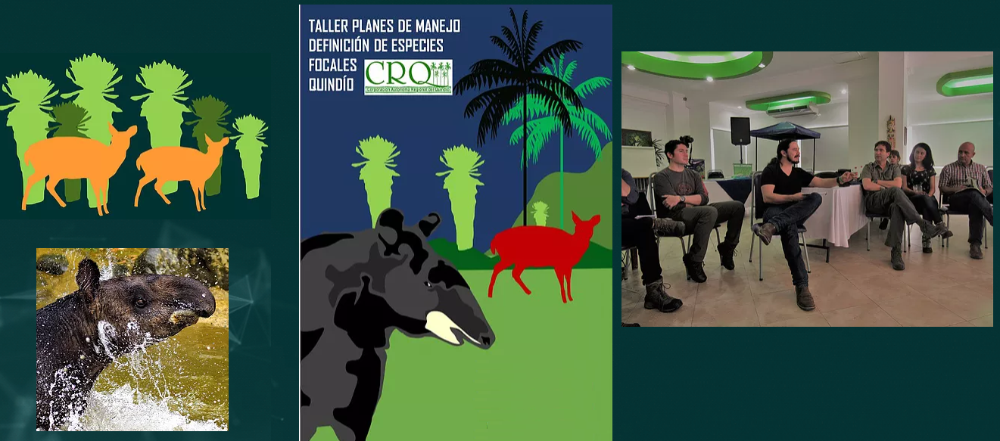 TALLER PLANES DE MANEJO
DEFINICIÓN DE ESPECIES
FOCALES
QUINDÍO
CRQ
Corporación Autónoma Regional del Quindío